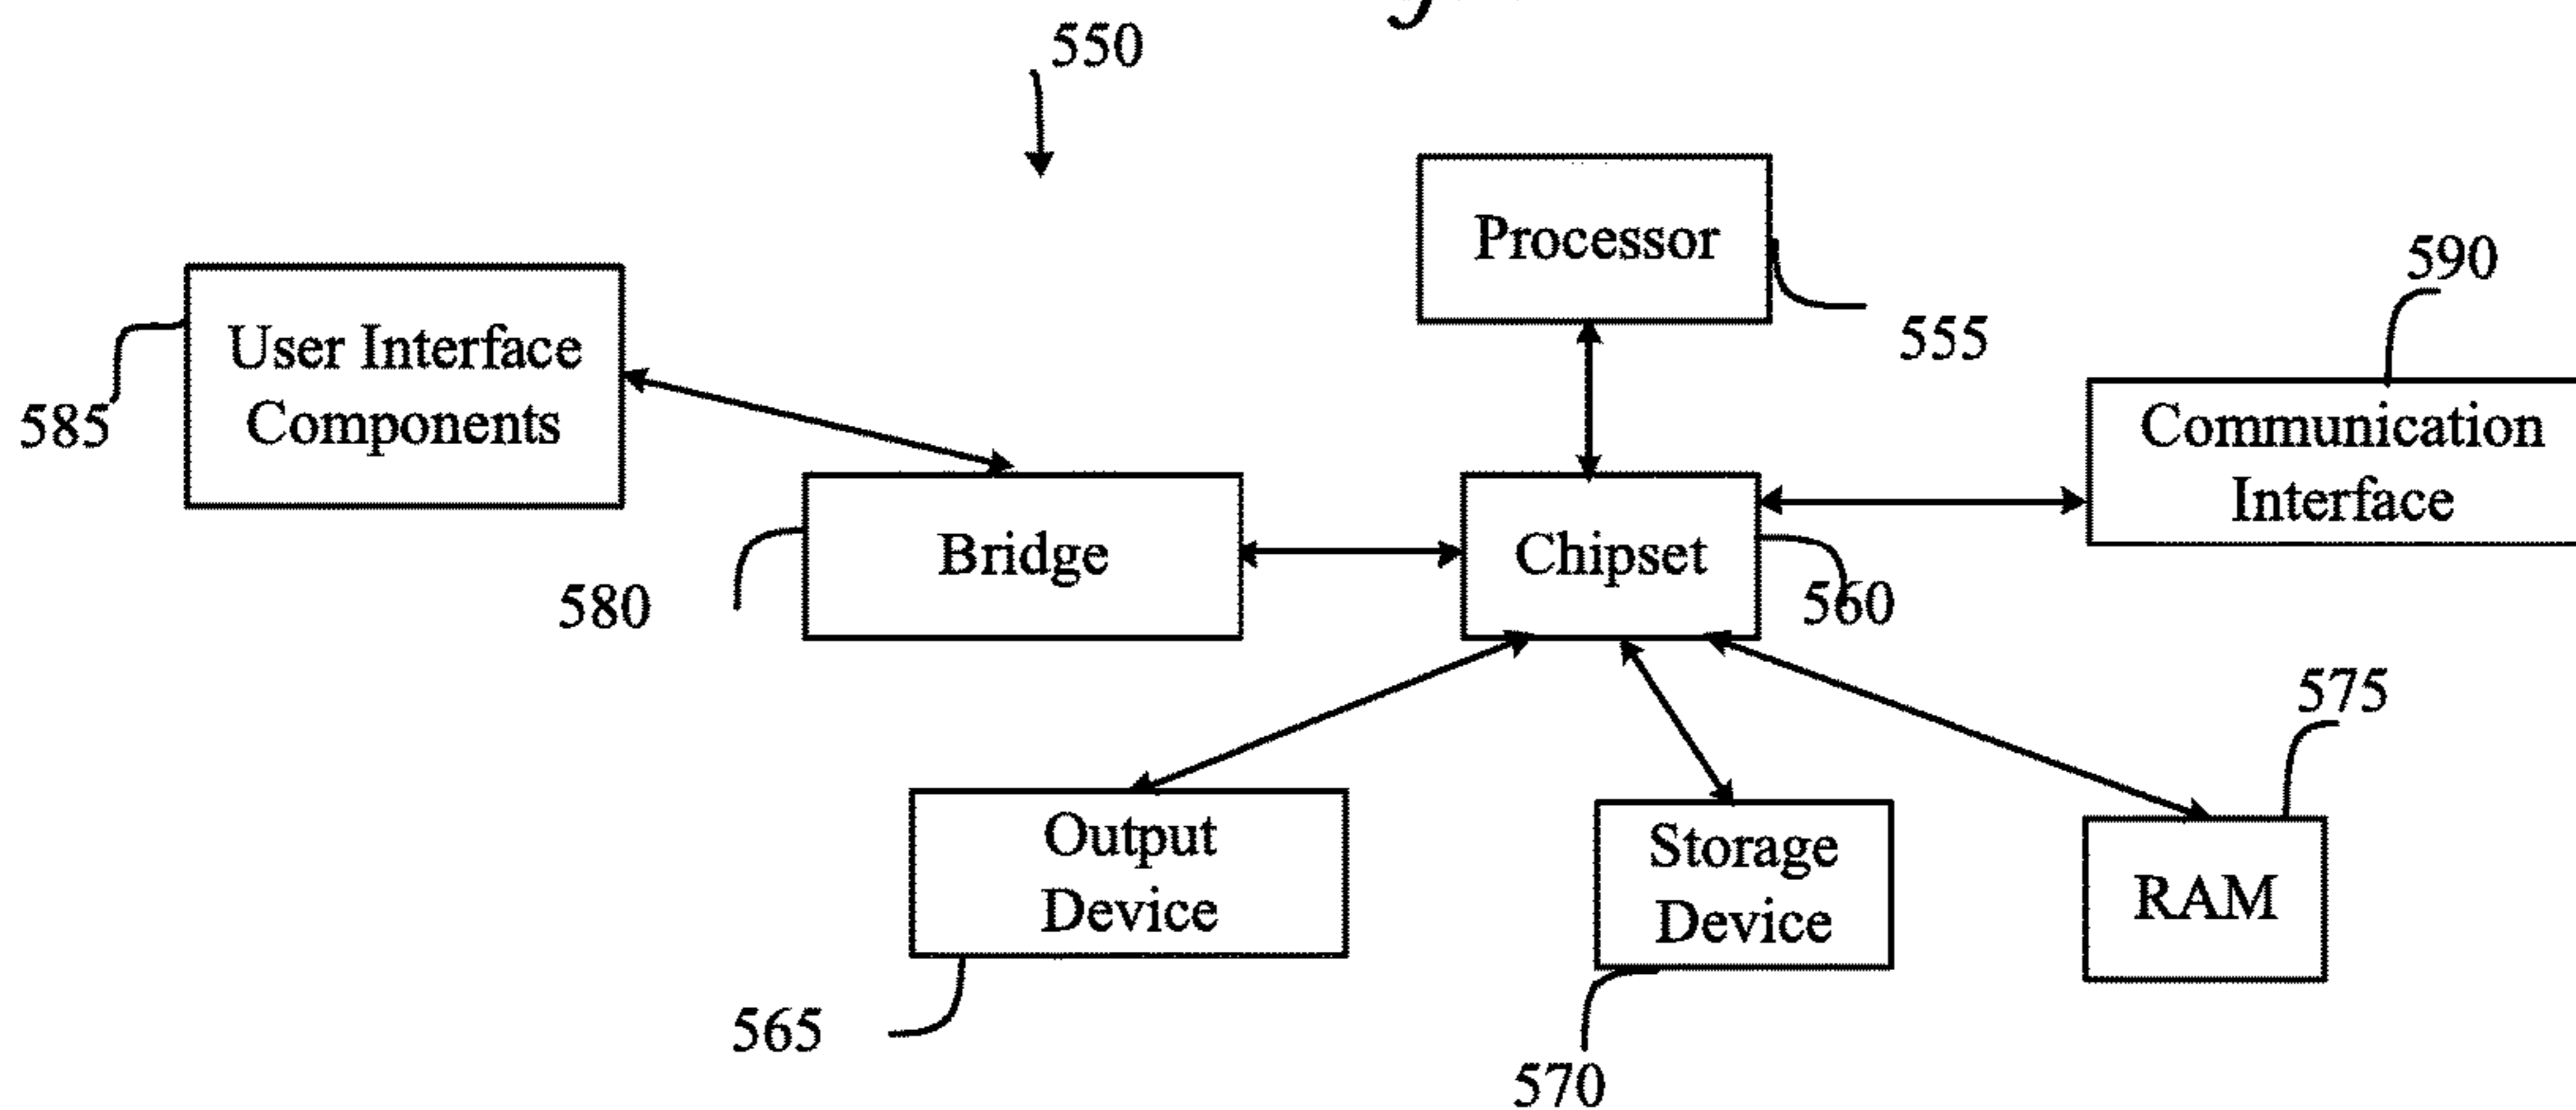 550
Processor
590
User Interface
Components
555
585
Communication
Interface
Bridge
Chipset
580
560
575
Output
Device
Storage
Device
RAM
565
570